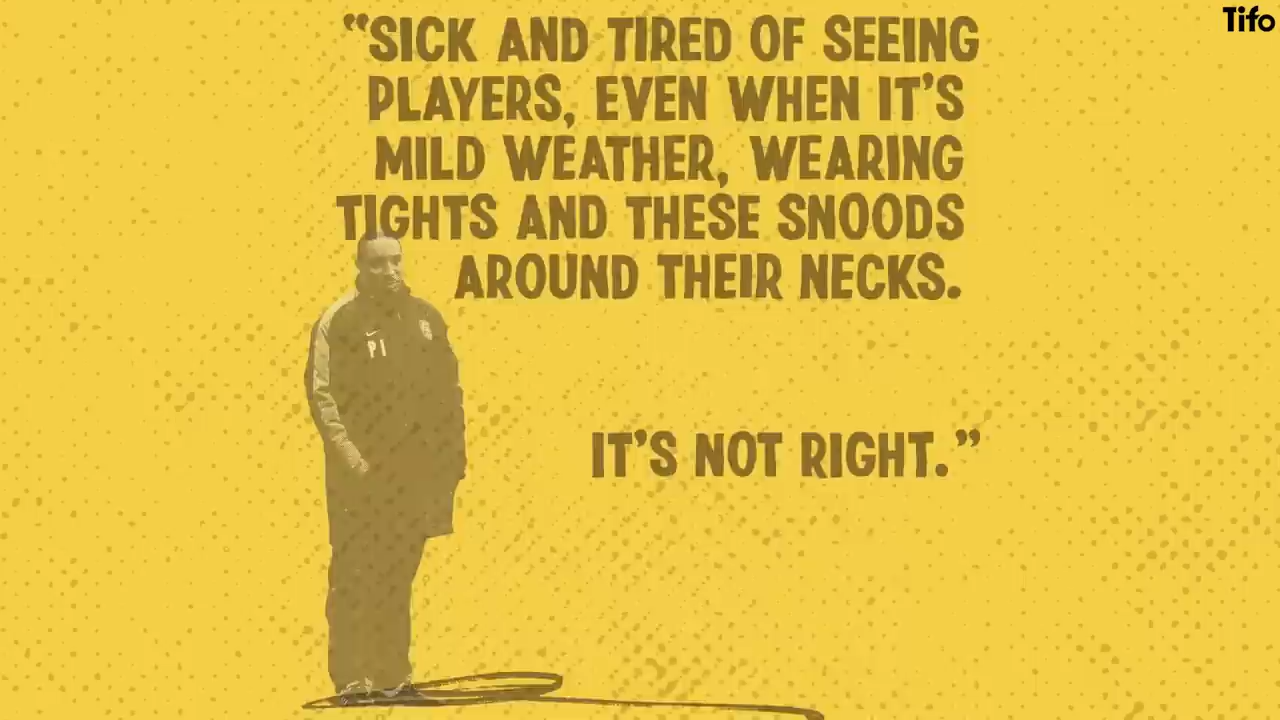 Tifo
“SICK AND TIRED OF SEEING
PLAYERS, EVEN WHEN IT’S
MILD WEATHER, WEARING
TIGHTS AND THESE SNOODS
AROUND THEIR NECKS.
PI
IT’S NOT RIGHT.”